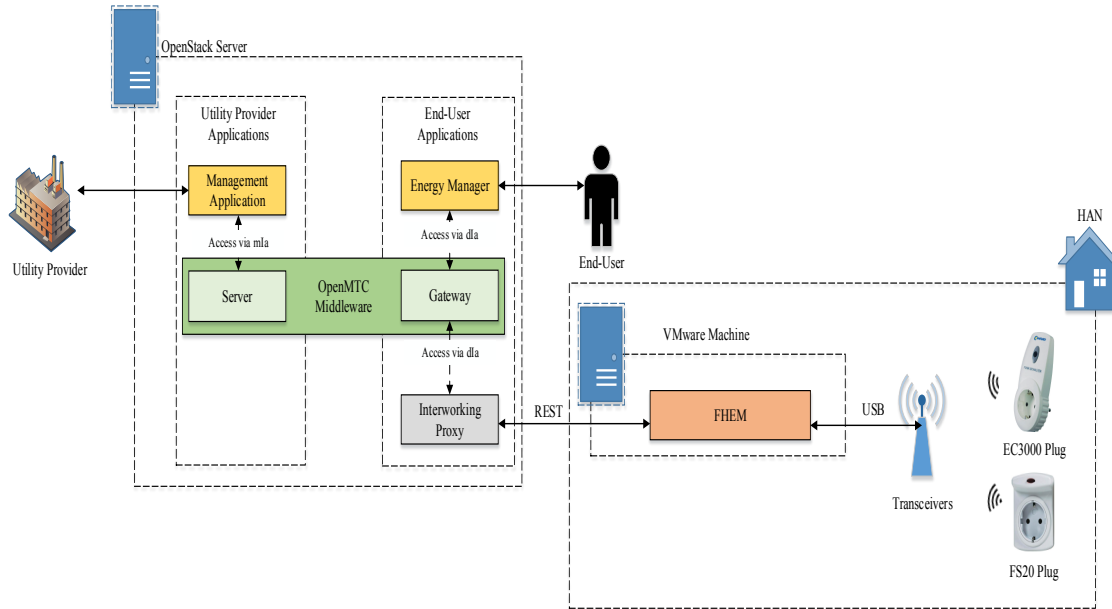 OpenStack Server
Utility Provider
Applications
End-User
Applications
Management
Application
Energy Manager
Access via mIa
Access via dIa
Utility Provider
End-User
HAN
Server
OpenMTC
Middleware
Gateway
VMware Machine
Access via dIa
Interworking
Proxy
REST
FHEM
USB
EC3000 Plug
Transceivers
FS20 Plug